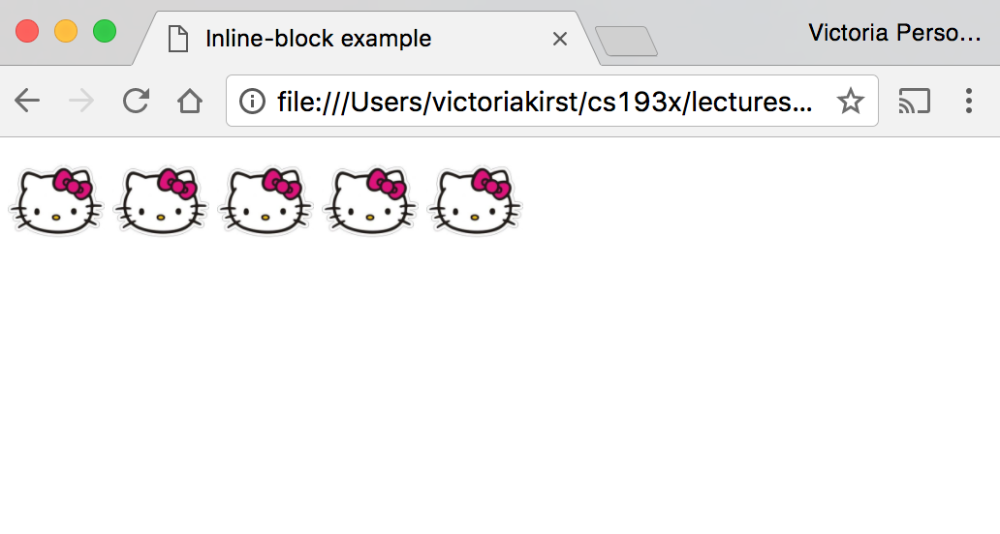 Inline-block example
Victoria Perso...
file:///Users/victoriakirst/cs193x/lectures...